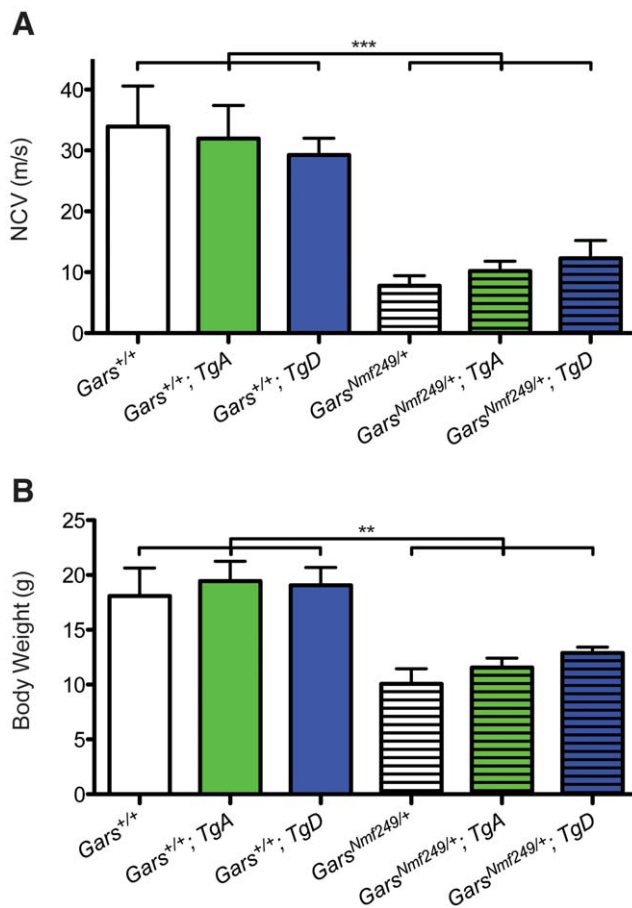 A
***
NCV (m/s)
40
30
20
10
0
Gars+/+
Gars+/+; TgA
Gars+/+; TgD
GarsNmf249/+
GarsNmf249/+; TgA
GarsNmf249/+; TgD
B
**
Body Weight (g)
25
20
15
10
5
0
Gars+/+
Gars+/+; TgA
Gars+/+; TgD
GarsNmf249/+
GarsNmf249/+; TgA
GarsNmf249/+; TgD